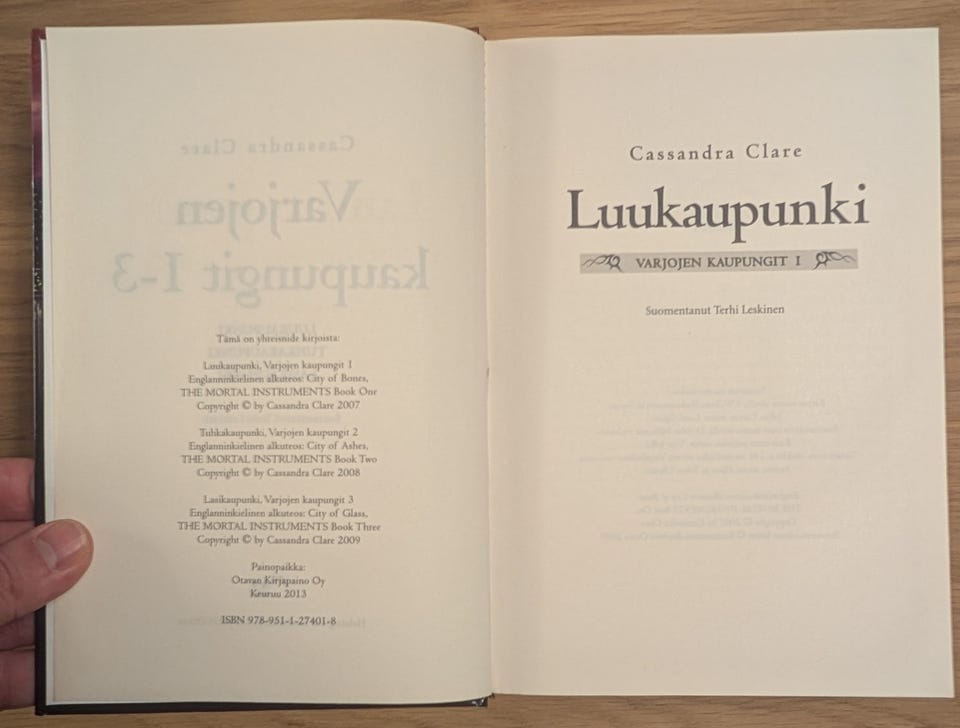 Tämä on yhteisnide kirjoista:
Luukaupunki, Varjojen kaupungit 1
Englanninkielinen alkuteos: City of Bones,
THE MORTAL INSTRUMENTS Book One
Copyright © by Cassandra Clare 2007
Tuhkakaupunki, Varjojen kaupungit 2
Englanninkielinen alkuteos: City of Ashes,
THE MORTAL INSTRUMENTS Book Two
Copyright © by Cassandra Clare 2008
Lasikaupunki, Varjojen kaupungit 3
Englanninkielinen alkuteos: City of Glass,
THE MORTAL INSTRUMENTS Book Three
Copyright © by Cassandra Clare 2009
Painopaikka:
Otavan Kirjapaino Oy
Keuruu 2013
ISBN 978-951-1-27401-8
Cassandra Clare
Luukaupunki
VARJOJEN KAUPUNGIT I
Suomentanut Terhi Leskinen